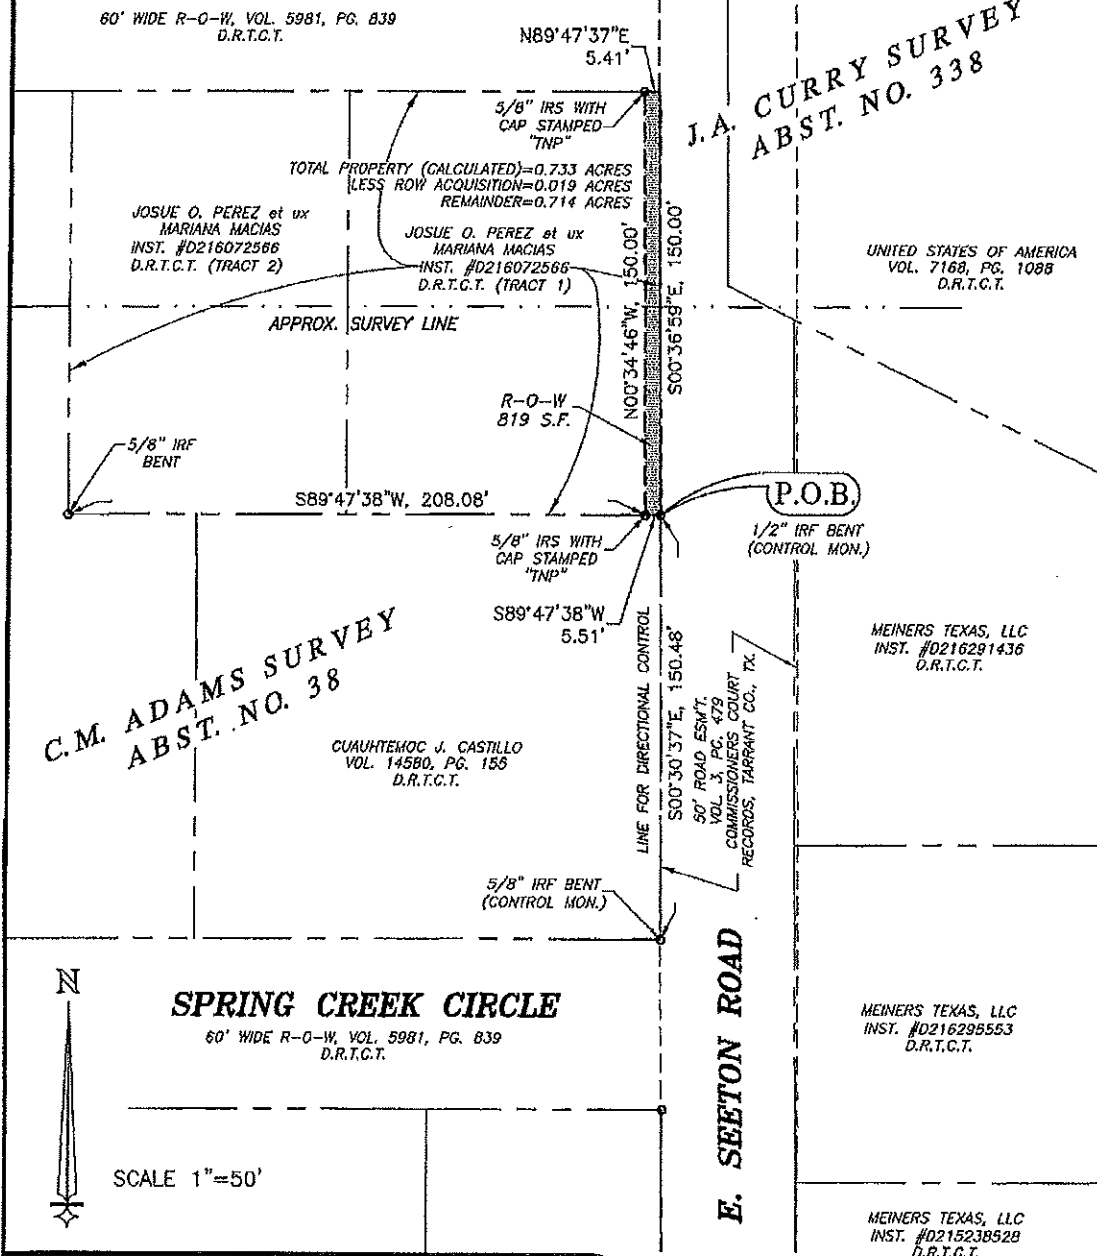 60' WIDE R-O-W, VOL. 5981, PG. 839
D.R.T.C.T.
N89°47'37"E
5.41'
J.A. CURRY SURVEY
ABST. NO. 338
5/8" IRS WITH
CAP STAMPED
"TNP"
TOTAL PROPERTY (CALCULATED)=0.733 ACRES
LESS ROW ACQUISITION=0.019 ACRES
REMAINDER=0.714 ACRES
JOSUE O. PEREZ et ux
MARIANA MACIAS
INST. #D216072566
D.R.T.C.T. (TRACT 2)
JOSUE O. PEREZ et ux
MARIANA MACIAS
INST. #D216072566
D.R.T.C.T. (TRACT 1)
N00°34'46"W, 150.00'
S00°36'59"E, 150.00'
UNITED STATES OF AMERICA
VOL. 7168, PG. 1088
D.R.T.C.T.
APPROX. SURVEY LINE
R-O-W
819 S.F.
5/8" IRF
BENT
S89°47'38"W, 208.08'
P.O.B.
1/2" IRF BENT
(CONTROL MON.)
5/8" IRS WITH
CAP STAMPED
"TNP"
S89°47'38"W
5.51'
C.M. ADAMS SURVEY
ABST. NO. 38
LINE FOR DIRECTIONAL CONTROL
S00°30'37"E, 150.48'
50' ROAD ESM'T.
VOL. 3, PG. 479
COMMISSIONERS COURT
RECORDS, TARRANT CO., TX.
MEINERS TEXAS, LLC
INST. #D216291436
D.R.T.C.T.
CUAUHTEMOC J. CASTILLO
VOL. 14580, PG. 155
D.R.T.C.T.
5/8" IRF BENT
(CONTROL MON.)
N
SPRING CREEK CIRCLE
60' WIDE R-O-W, VOL. 5981, PG. 839
D.R.T.C.T.
E. SEETON ROAD
MEINERS TEXAS, LLC
INST. #D216295553
D.R.T.C.T.
SCALE 1"=50'
MEINERS TEXAS, LLC
INST. #D215238528
D.R.T.C.T.